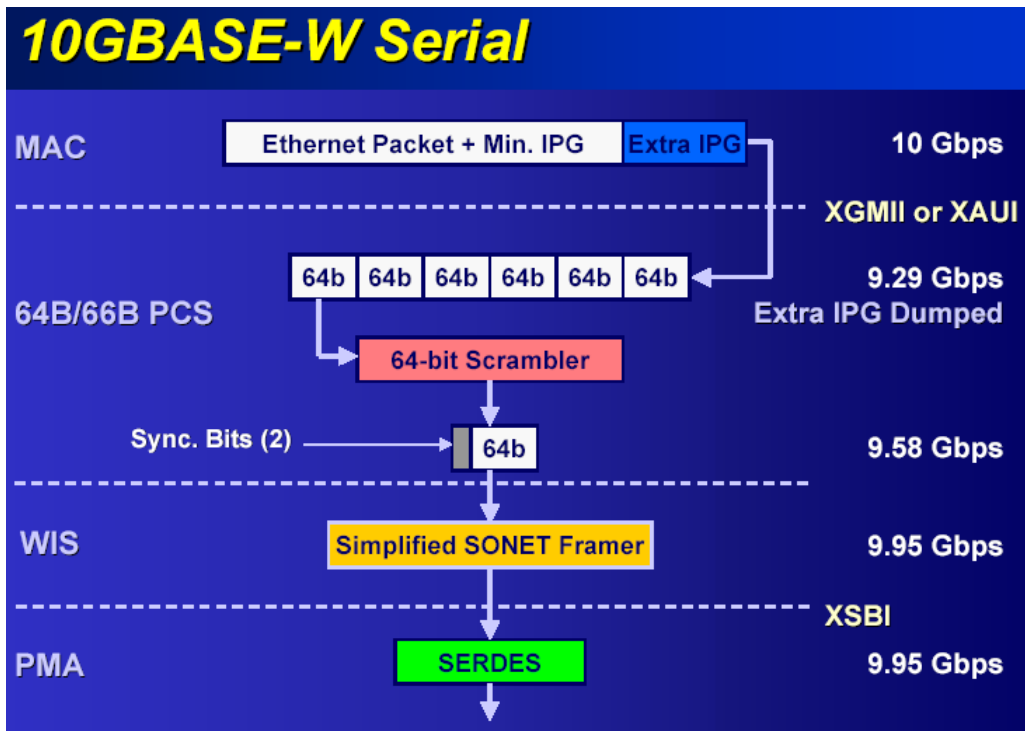 10GBASE-W Serial
MAC
Ethernet Packet + Min. IPG
Extra IPG
10 Gbps
XGMII or XAUI
64b 64b 64b 64b 64b 64b
9.29 Gbps
64B/66B PCS
Extra IPG Dumped
64-bit Scrambler
Sync. Bits (2)
64b
9.58 Gbps
WIS
Simplified SONET Framer
9.95 Gbps
XSBI
PMA
SERDES
9.95 Gbps